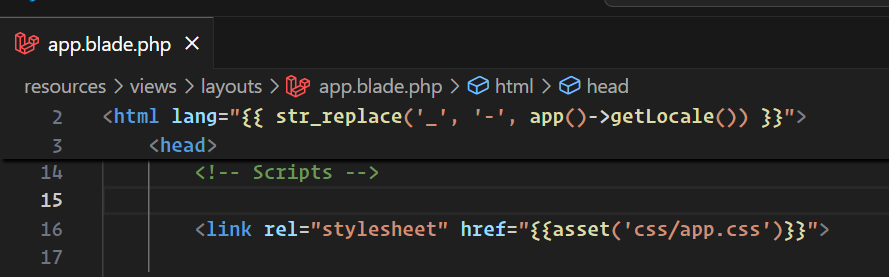 app.blade.php ×
resources > views > layouts > app.blade.php > html > head
2 <html lang="{{ str_replace('_', '-', app()->getLocale()) }}">
3 <head>
14 <!-- Scripts -->
15
16 <link rel="stylesheet" href="{{asset('css/app.css')}}">
17